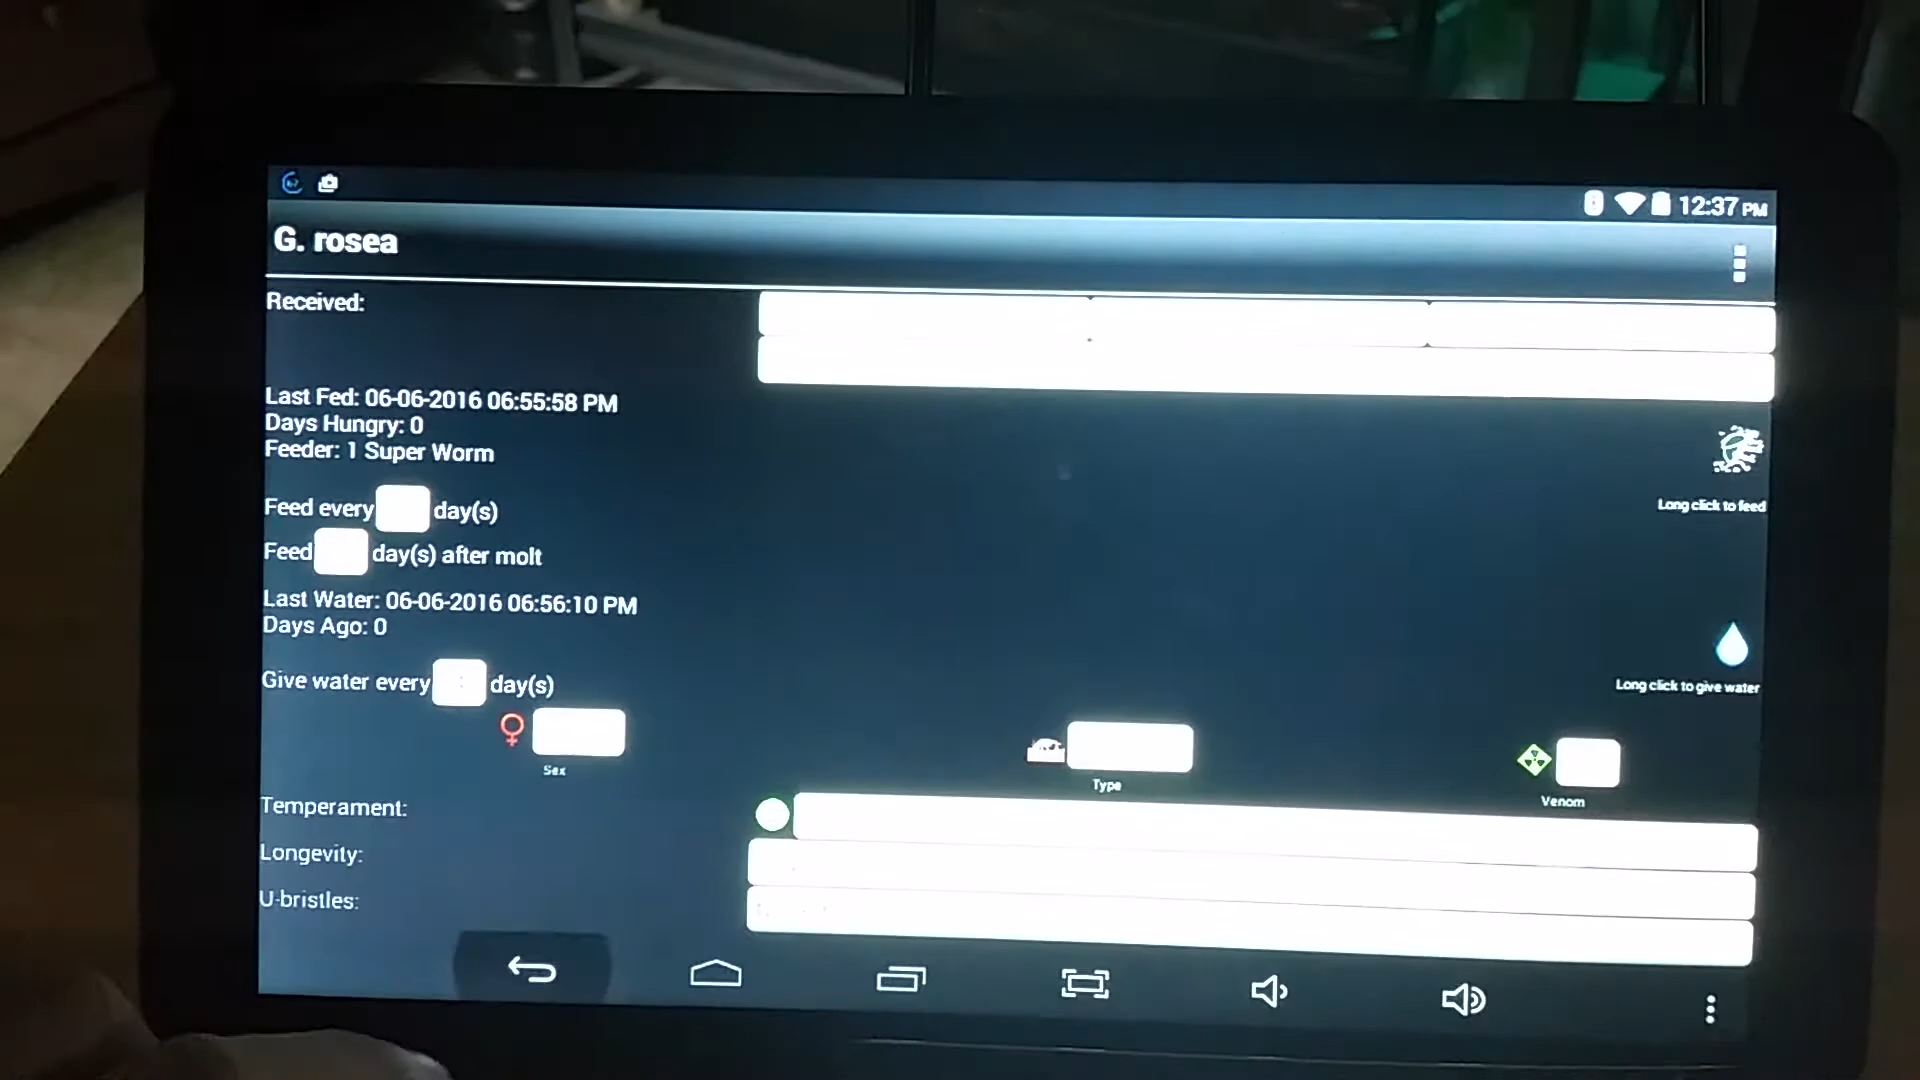 12:37 PM
G. rosea
Received:
Last Fed: 06-06-2016 06:55:58 PM
Days Hungry: 0
Feeder: 1 Super Worm
Long click to feed
Feed every day(s)
Feed day(s) after molt
Last Water: 06-06-2016 06:56:10 PM
Days Ago: 0
Long click to give water
Give water every day(s)
Sex
Type
Venom
Temperament:
Longevity:
U-bristles: